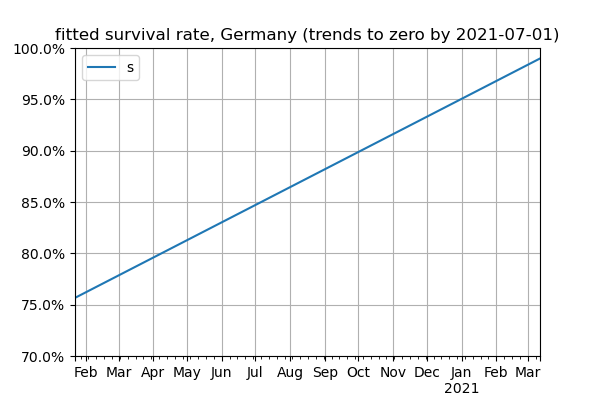 fitted survival rate, Germany (trends to zero by 2021-07-01)
100.0%
s
95.0%
90.0%
85.0%
80.0%
75.0%
70.0%
Feb Mar Apr May Jun Jul Aug Sep Oct Nov Dec Jan Feb Mar
2021